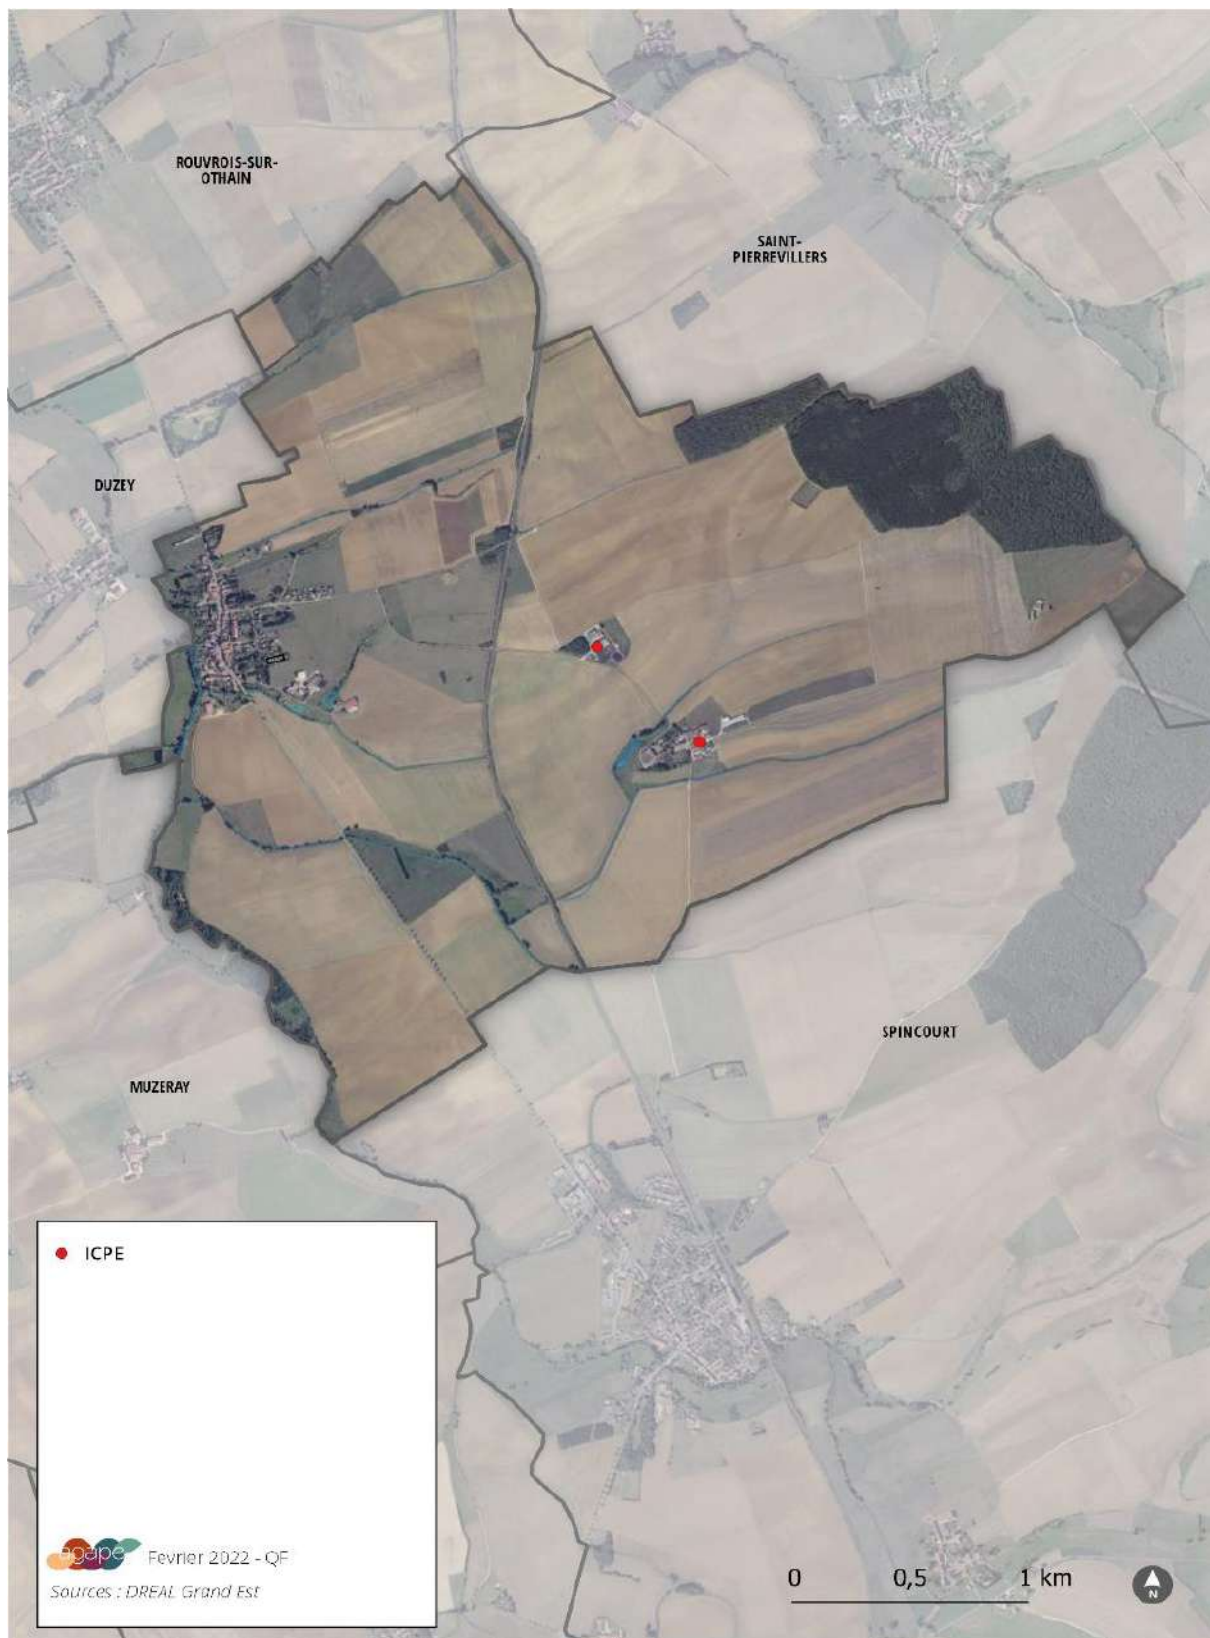 ROUVROIS-SUR-
OTHAIN
SAINT-
PIERREVILLERS
DUZEY
SPINCOURT
MUZERAY
ICPE
agape
Fevrier 2022 - QF
Sources : DREAL Grand Est
0 0,5 1 km
N